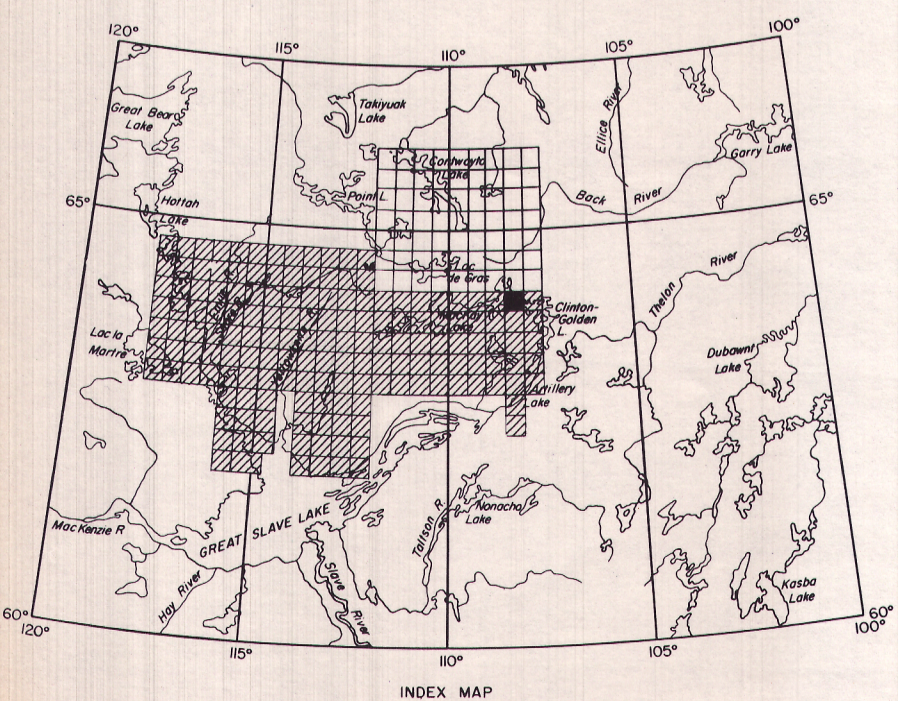 120°
115°
110°
105°
100°
Great Bear
Lake
Takiyuak
Lake
Ellice River
Garry Lake
Contwoyto
Lake
Point L.
Back River
65°
65°
Hottah
Lake
River
Thelon
Lac
de Gras
Mackay
Lake
Clinton-
Golden
L.
Lac la
Martre
Dubawnt
Lake
Artillery
Lake
MacKenzie R
GREAT SLAVE LAKE
Taltson R.
Nonacho
Lake
Hay River
Slave
River
Kasba
Lake
60°
120°
115°
110°
105°
60°
100°
INDEX MAP